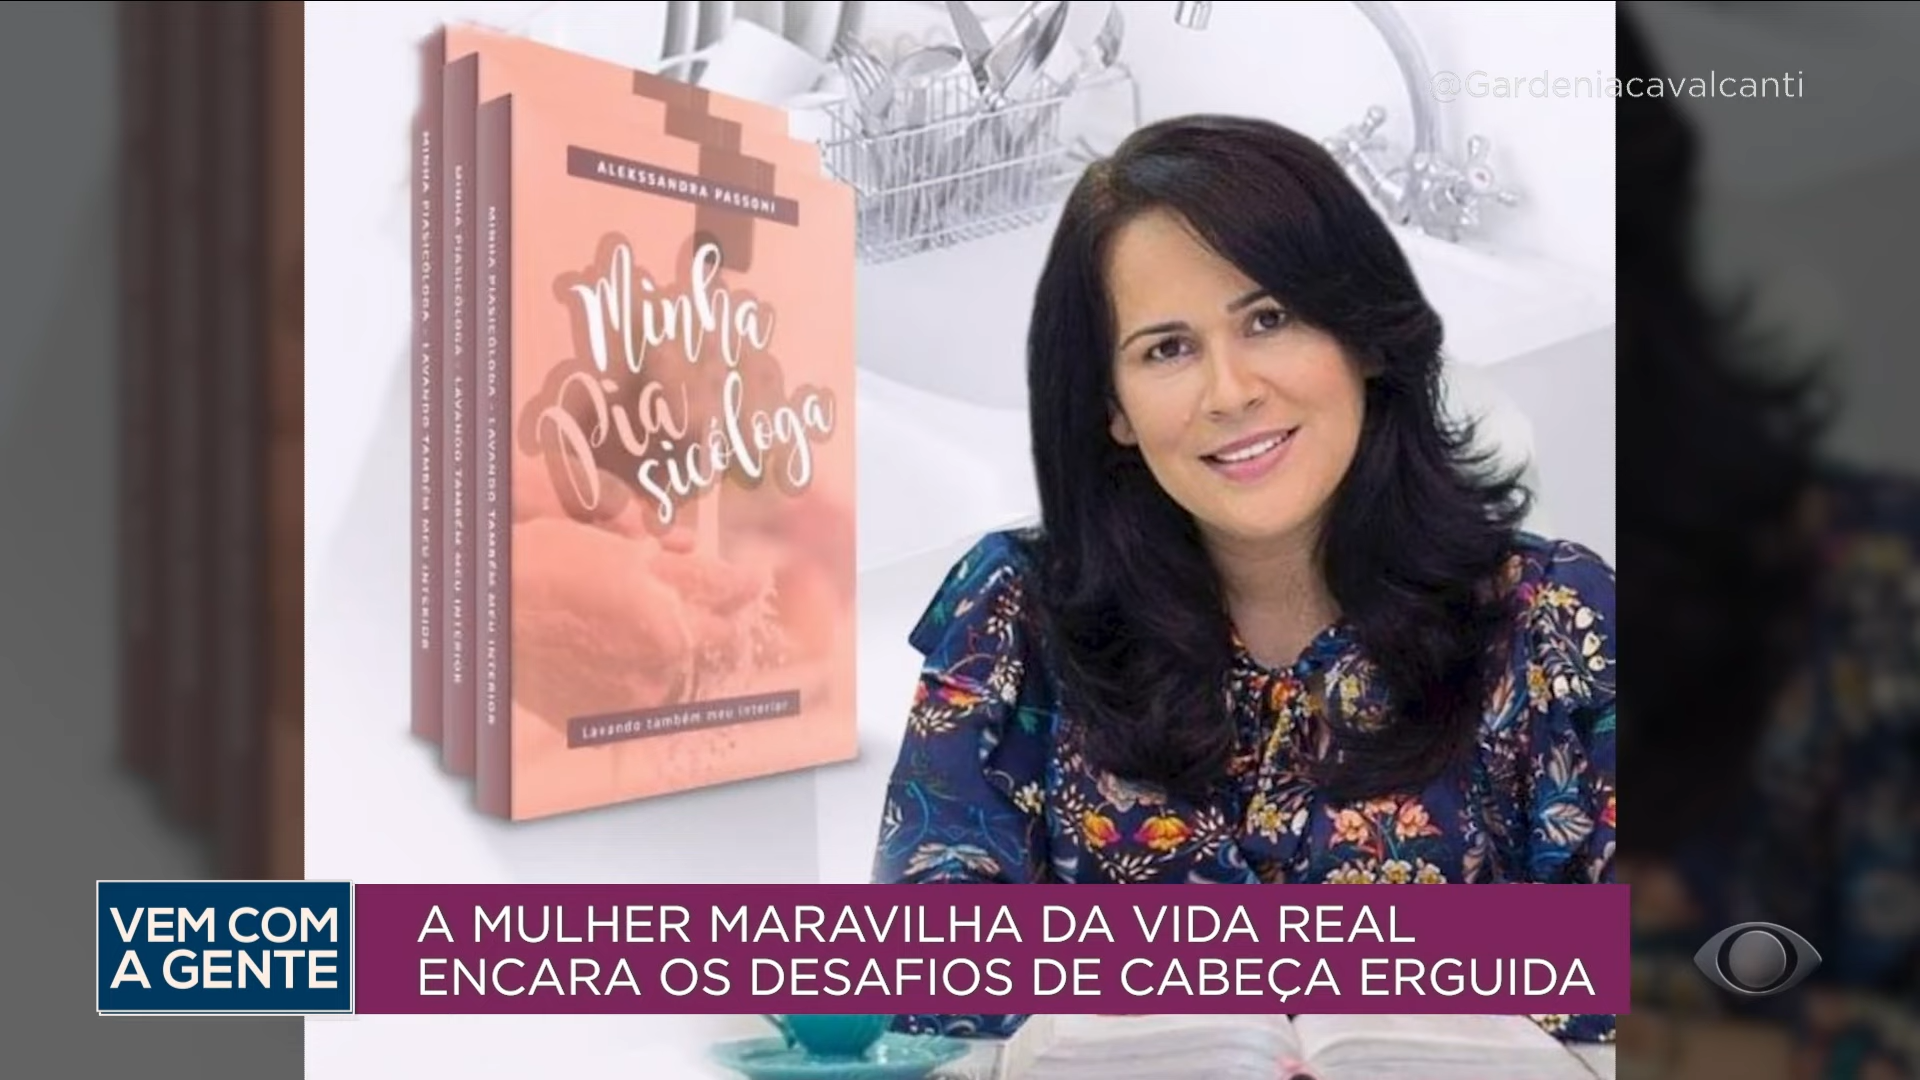 @Gardeniacavalcanti
ALEKSSANDRA PASSONI
Minha
Pia
sicóloga
Lavando também meu interior
MINHA PIASICÓLOGA - LAVANDO TAMBÉM MEU INTERIOR
MINHA PIASICÓLOGA - LAVANDO TAMBÉM MEU INTERIOR
MINHA PIASICÓLOGA - LAVANDO TAMBÉM MEU INTERIOR
VEM COM
A GENTE
A MULHER MARAVILHA DA VIDA REAL
ENCARA OS DESAFIOS DE CABEÇA ERGUIDA